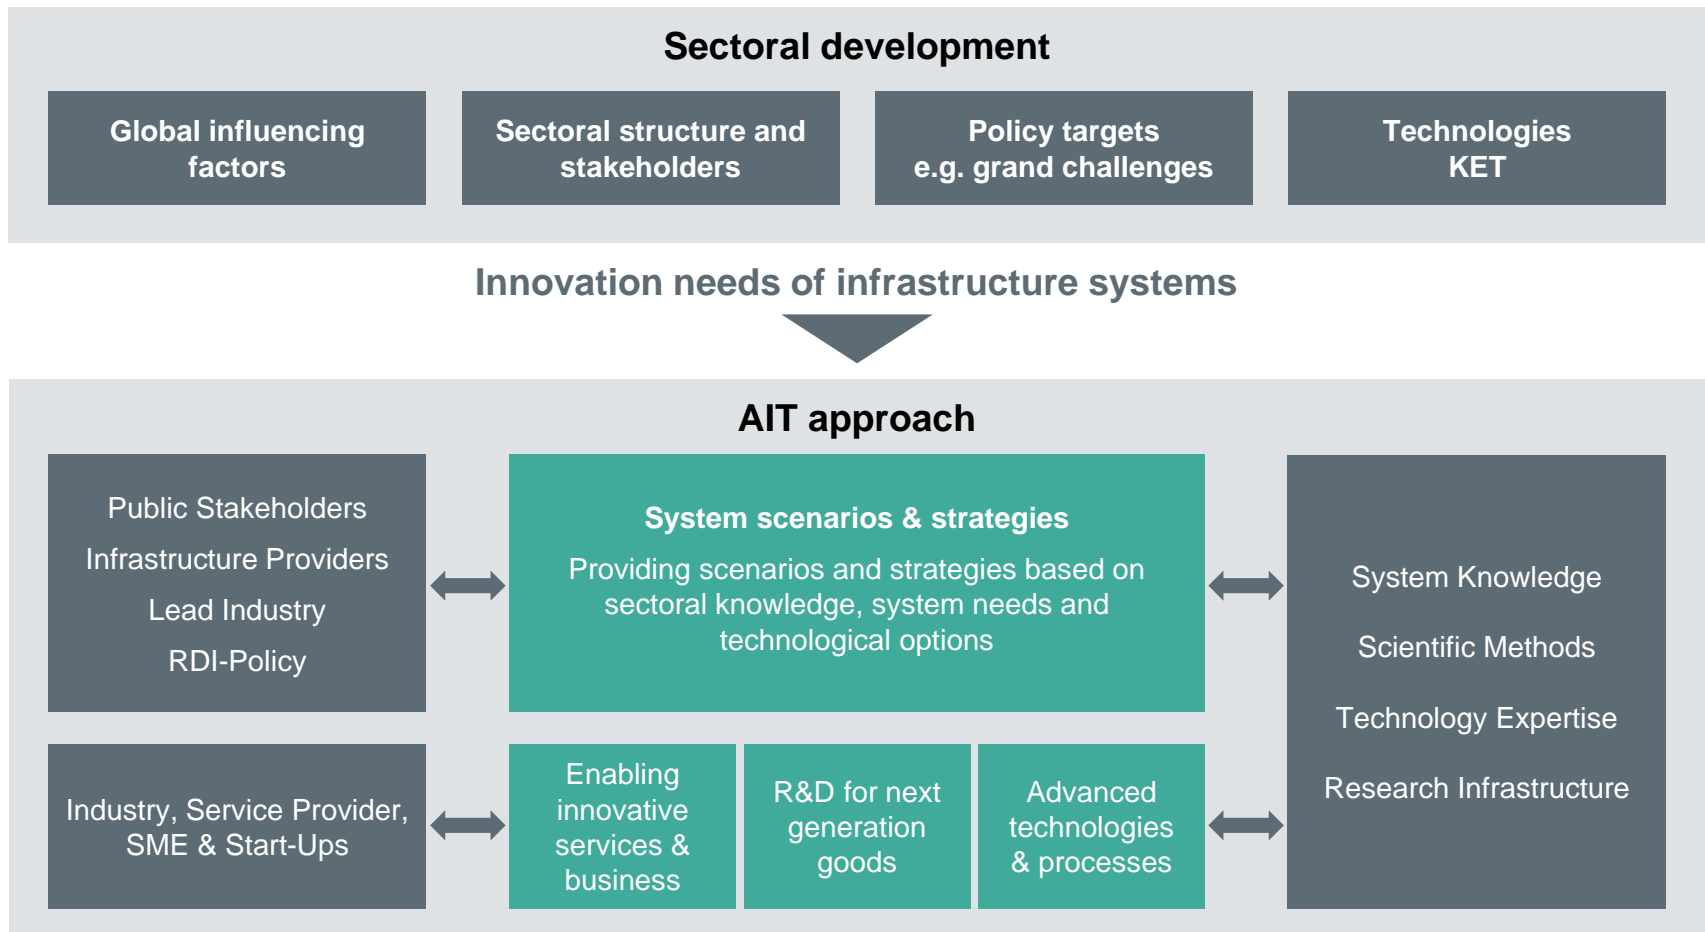 Sectoral development
Global influencing
factors
Sectoral structure and
stakeholders
Policy targets
e.g. grand challenges
Technologies
KET
Innovation needs of infrastructure systems
AIT approach
Public Stakeholders
Infrastructure Providers
Lead Industry
RDI-Policy
System scenarios & strategies
Providing scenarios and strategies based on
sectoral knowledge, system needs and
technological options
System Knowledge
Scientific Methods
Technology Expertise
Research Infrastructure
Industry, Service Provider,
SME & Start-Ups
Enabling
innovative
services &
business
R&D for next
generation
goods
Advanced
technologies
& processes